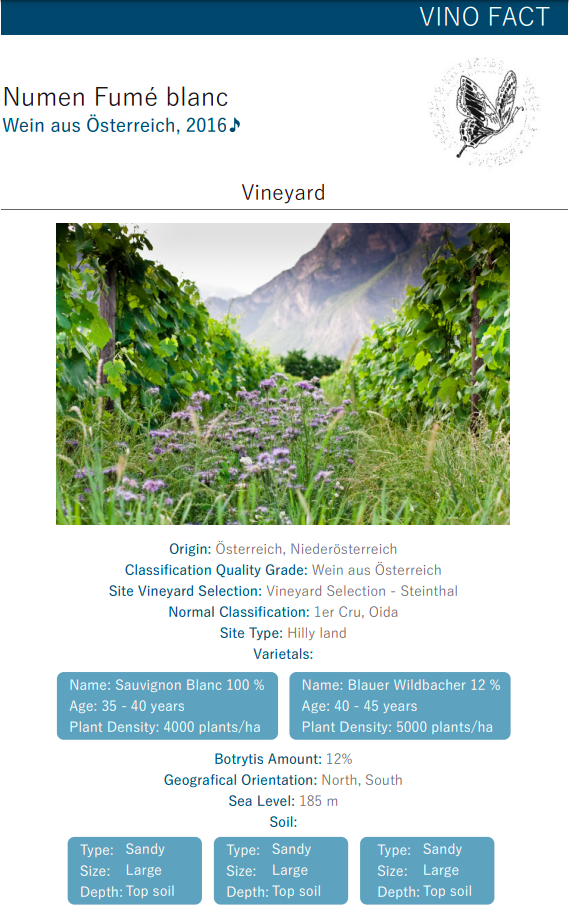 VINO FACT
Numen Fumé blanc
Wein aus Österreich, 2016♪
Vineyard
Origin: Österreich, Niederösterreich
Classification Quality Grade: Wein aus Österreich
Site Vineyard Selection: Vineyard Selection - Steinthal
Normal Classification: 1er Cru, Oida
Site Type: Hilly land
Varietals:
Name: Sauvignon Blanc 100 %
Age: 35 - 40 years
Plant Density: 4000 plants/ha
Name: Blauer Wildbacher 12 %
Age: 40 - 45 years
Plant Density: 5000 plants/ha
Botrytis Amount: 12%
Geografical Orientation: North, South
Sea Level: 185 m
Soil:
Type: Sandy
Size: Large
Depth: Top soil
Type: Sandy
Size: Large
Depth: Top soil
Type: Sandy
Size: Large
Depth: Top soil